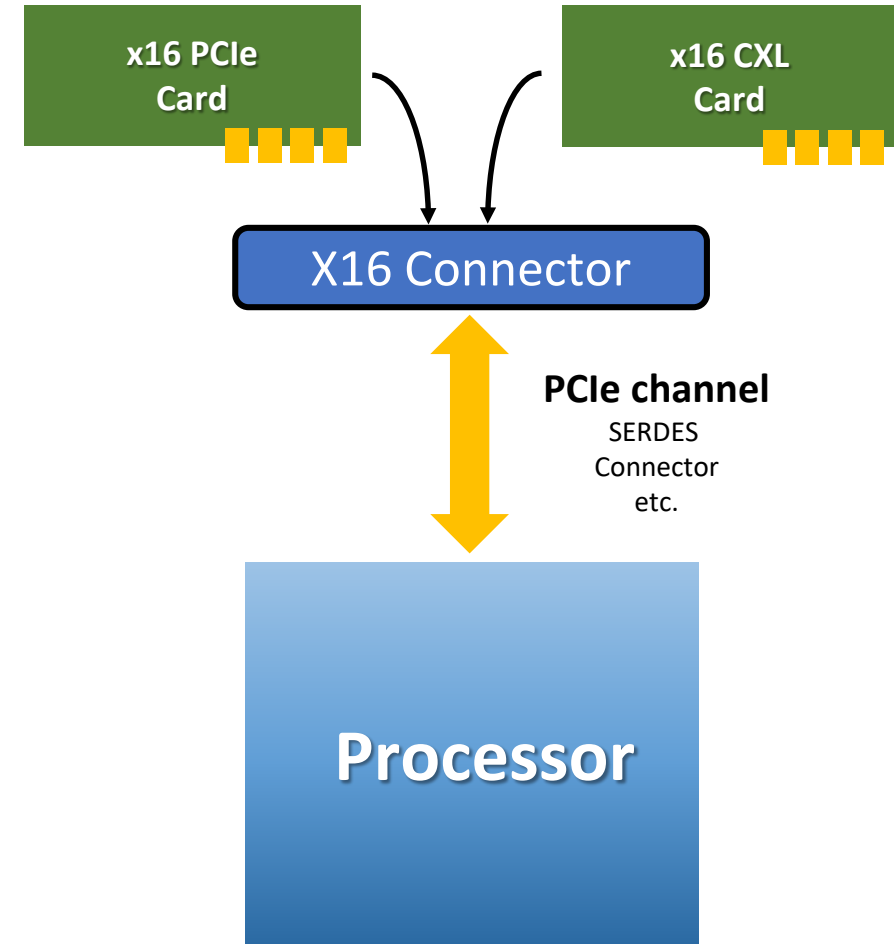 x16 PCIe
Card
x16 CXL
Card
X16 Connector
PCIe channel
SERDES
Connector
etc.
Processor